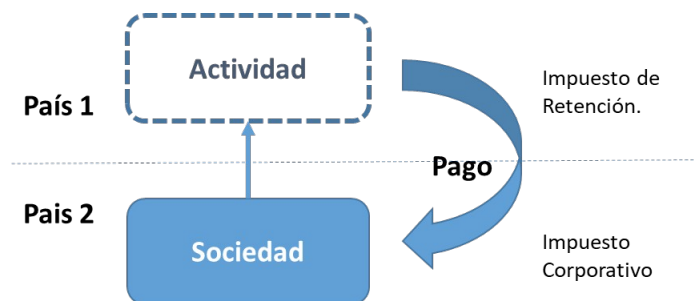 Actividad
Impuesto de
Retención.
País 1
Pago
Pais 2
Sociedad
Impuesto
Corporativo